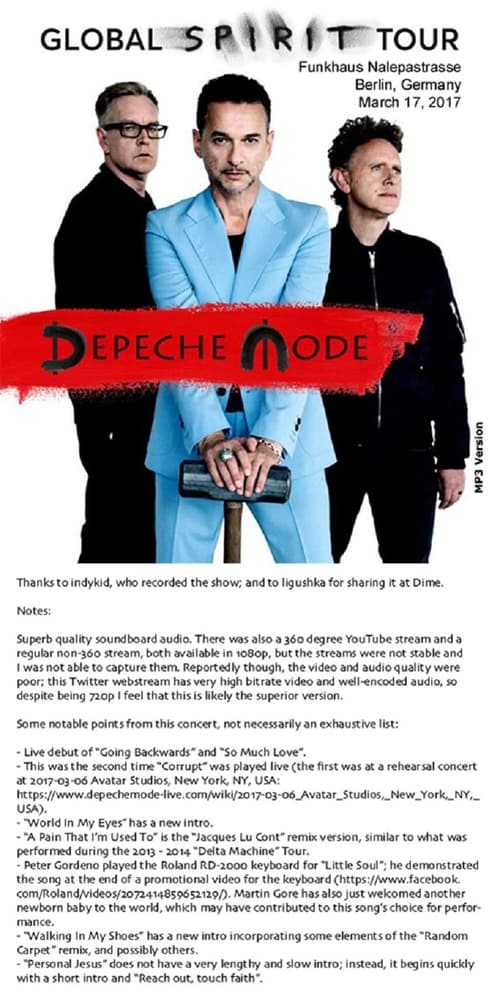 GLOBAL SPIRIT TOUR
Funkhaus Nalepastrasse
Berlin, Germany
March 17, 2017
DEPECHE MODE
MP3 Version
Thanks to indykid, who recorded the show; and to ligushka for sharing it at Dime.
Notes:
Superb quality soundboard audio. There was also a 360 degree YouTube stream and a
regular non-360 stream, both available in 1080p, but the streams were not stable and
I was not able to capture them. Reportedly though, the video and audio quality were
poor; this Twitter webstream has very high bitrate video and well-encoded audio, so
despite being 720p I feel that this is likely the superior version.
Some notable points from this concert, not necessarily an exhaustive list:
- Live debut of "Going Backwards" and "So Much Love".
- This was the second time "Corrupt" was played live (the first was at a rehearsal concert
at 2017-03-06 Avatar Studios, New York, NY, USA:
https://www.depechemode-live.com/wiki/2017-03-06_Avatar_Studios,_New_York,_NY,_
USA).
- "World In My Eyes" has a new intro.
- "A Pain That I'm Used To" is the "Jacques Lu Cont" remix version, similar to what was
performed during the 2013 - 2014 "Delta Machine" Tour.
- Peter Gordeno played the Roland RD-2000 keyboard for "Little Soul"; he demonstrated
the song at the end of a promotional video for the keyboard (https://www.facebook.
com/Roland/videos/2072414859652129/). Martin Gore has also just welcomed another
newborn baby to the world, which may have contributed to this song's choice for perfor-
mance.
- "Walking In My Shoes" has a new intro incorporating some elements of the "Random
Carpet" remix, and possibly others.
- "Personal Jesus" does not have a very lengthy and slow intro; instead, it begins quickly
with a short intro and "Reach out, touch faith".